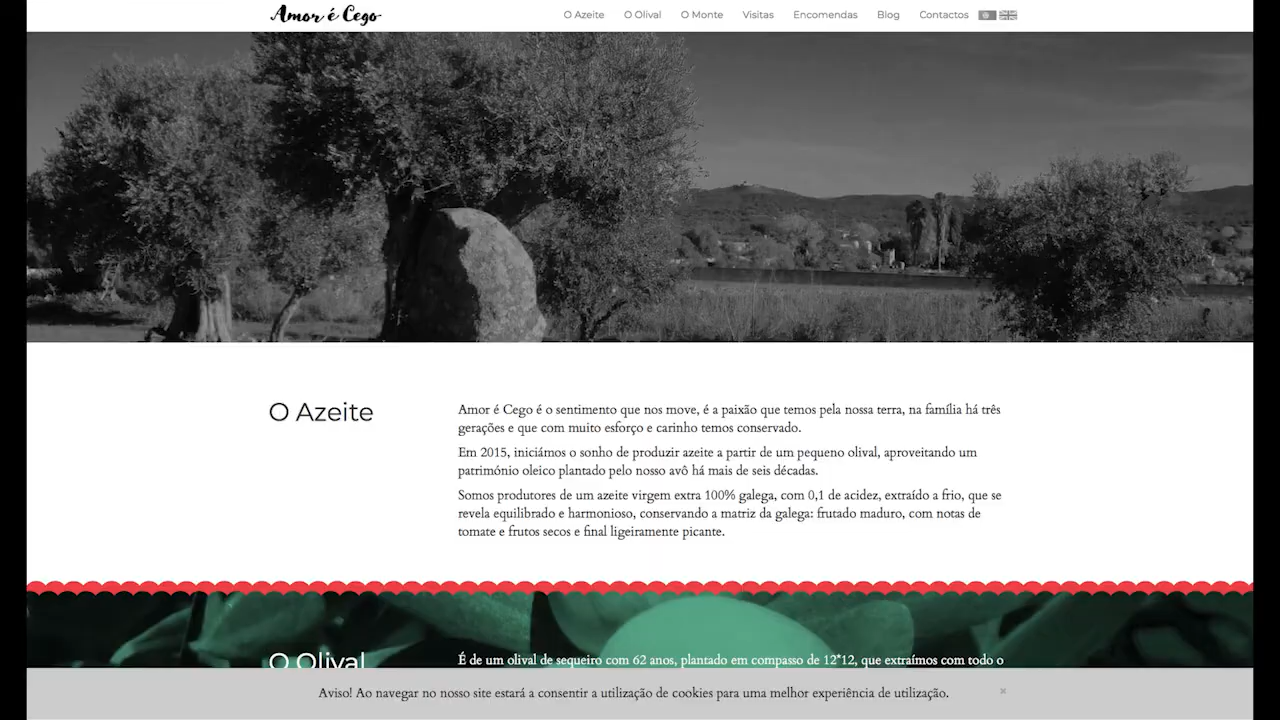 Amor é Cego
O Azeite O Olival O Monte Visitas Encomendas Blog Contactos
O Azeite
Amor é Cego é o sentimento que nos move, é a paixão que temos pela nossa terra, na família há três
gerações e que com muito esforço e carinho temos conservado.
Em 2015, iniciámos o sonho de produzir azeite a partir de um pequeno olival, aproveitando um
património oleico plantado pelo nosso avô há mais de seis décadas.
Somos produtores de um azeite virgem extra 100% galega, com 0,1 de acidez, extraído a frio, que se
revela equilibrado e harmonioso, conservando a matriz da galega: frutado maduro, com notas de
tomate e frutos secos e final ligeiramente picante.
O Olival
É de um olival de sequeiro com 62 anos, plantado em compasso de 12*12, que extraímos com todo o
Aviso! Ao navegar no nosso site estará a consentir a utilização de cookies para uma melhor experiência de utilização. ×